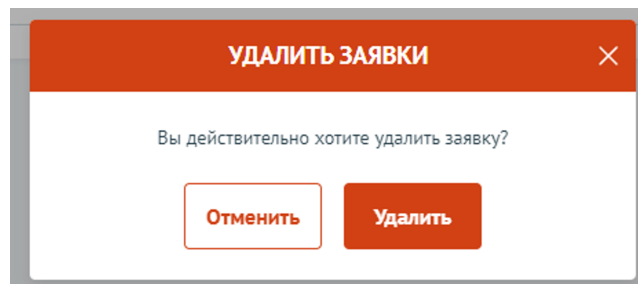 УДАЛИТЬ ЗАЯВКИ
Вы действительно хотите удалить заявку?
Отменить
Удалить